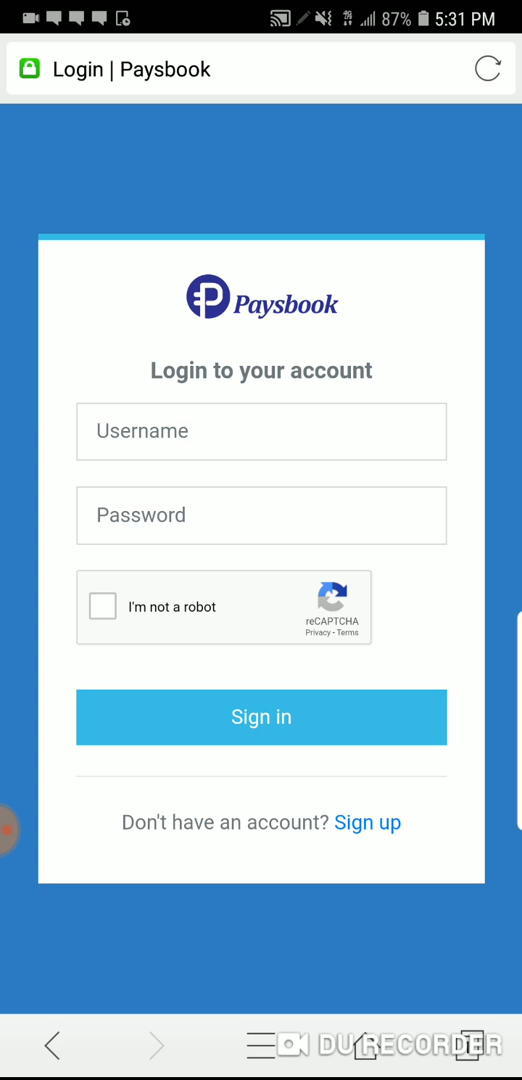 87% 5:31 PM
Login | Paysbook
Paysbook
Login to your account
Username
Password
I'm not a robot
reCAPTCHA
Privacy - Terms
Sign in
Don't have an account? Sign up
DU RECORDER